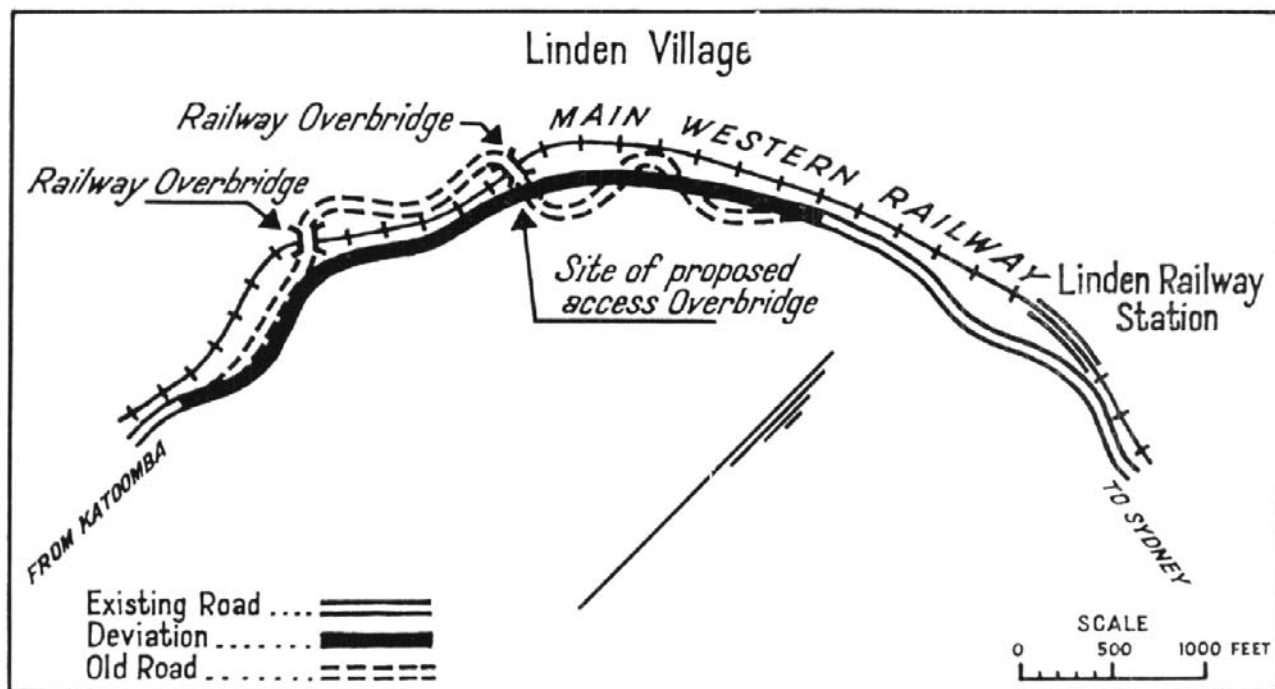 Linden Village
Railway Overbridge
MAIN WESTERN RAILWAY
Railway Overbridge
Site of proposed
access Overbridge
Linden Railway
Station
FROM KATOOMBA
TO SYDNEY
Existing Road ....
Deviation ........
Old Road ........
SCALE
0 500 1000 FEET